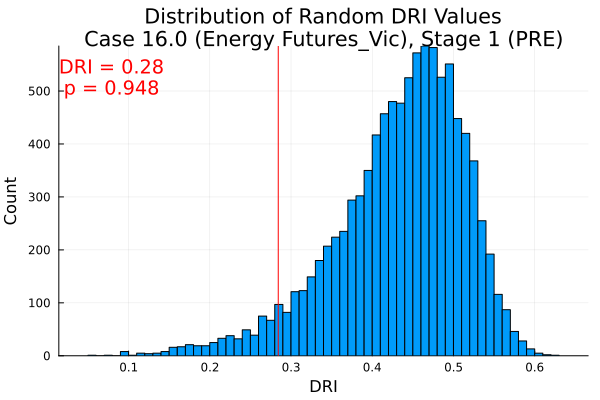 Distribution of Random DRI Values
Case 16.0 (Energy Futures_Vic), Stage 1 (PRE)
DRI = 0.28
p = 0.948
500
400
300
200
100
0
Count
0.1 0.2 0.3 0.4 0.5 0.6
DRI